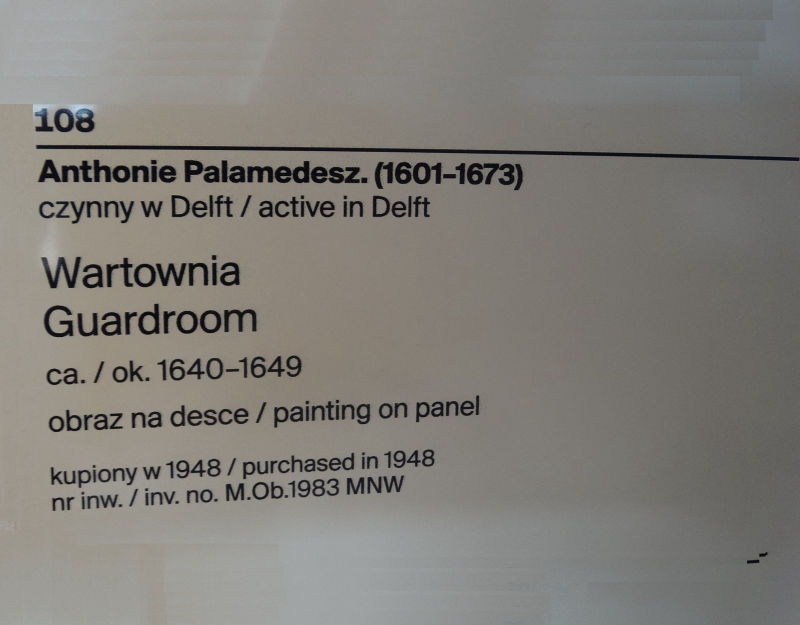 108
Anthonie Palamedesz. (1601–1673)
czynny w Delft / active in Delft
Wartownia
Guardroom
ca. / ok. 1640–1649
obraz na desce / painting on panel
kupiony w 1948 / purchased in 1948
nr inw. / inv. no. M.Ob.1983 MNW